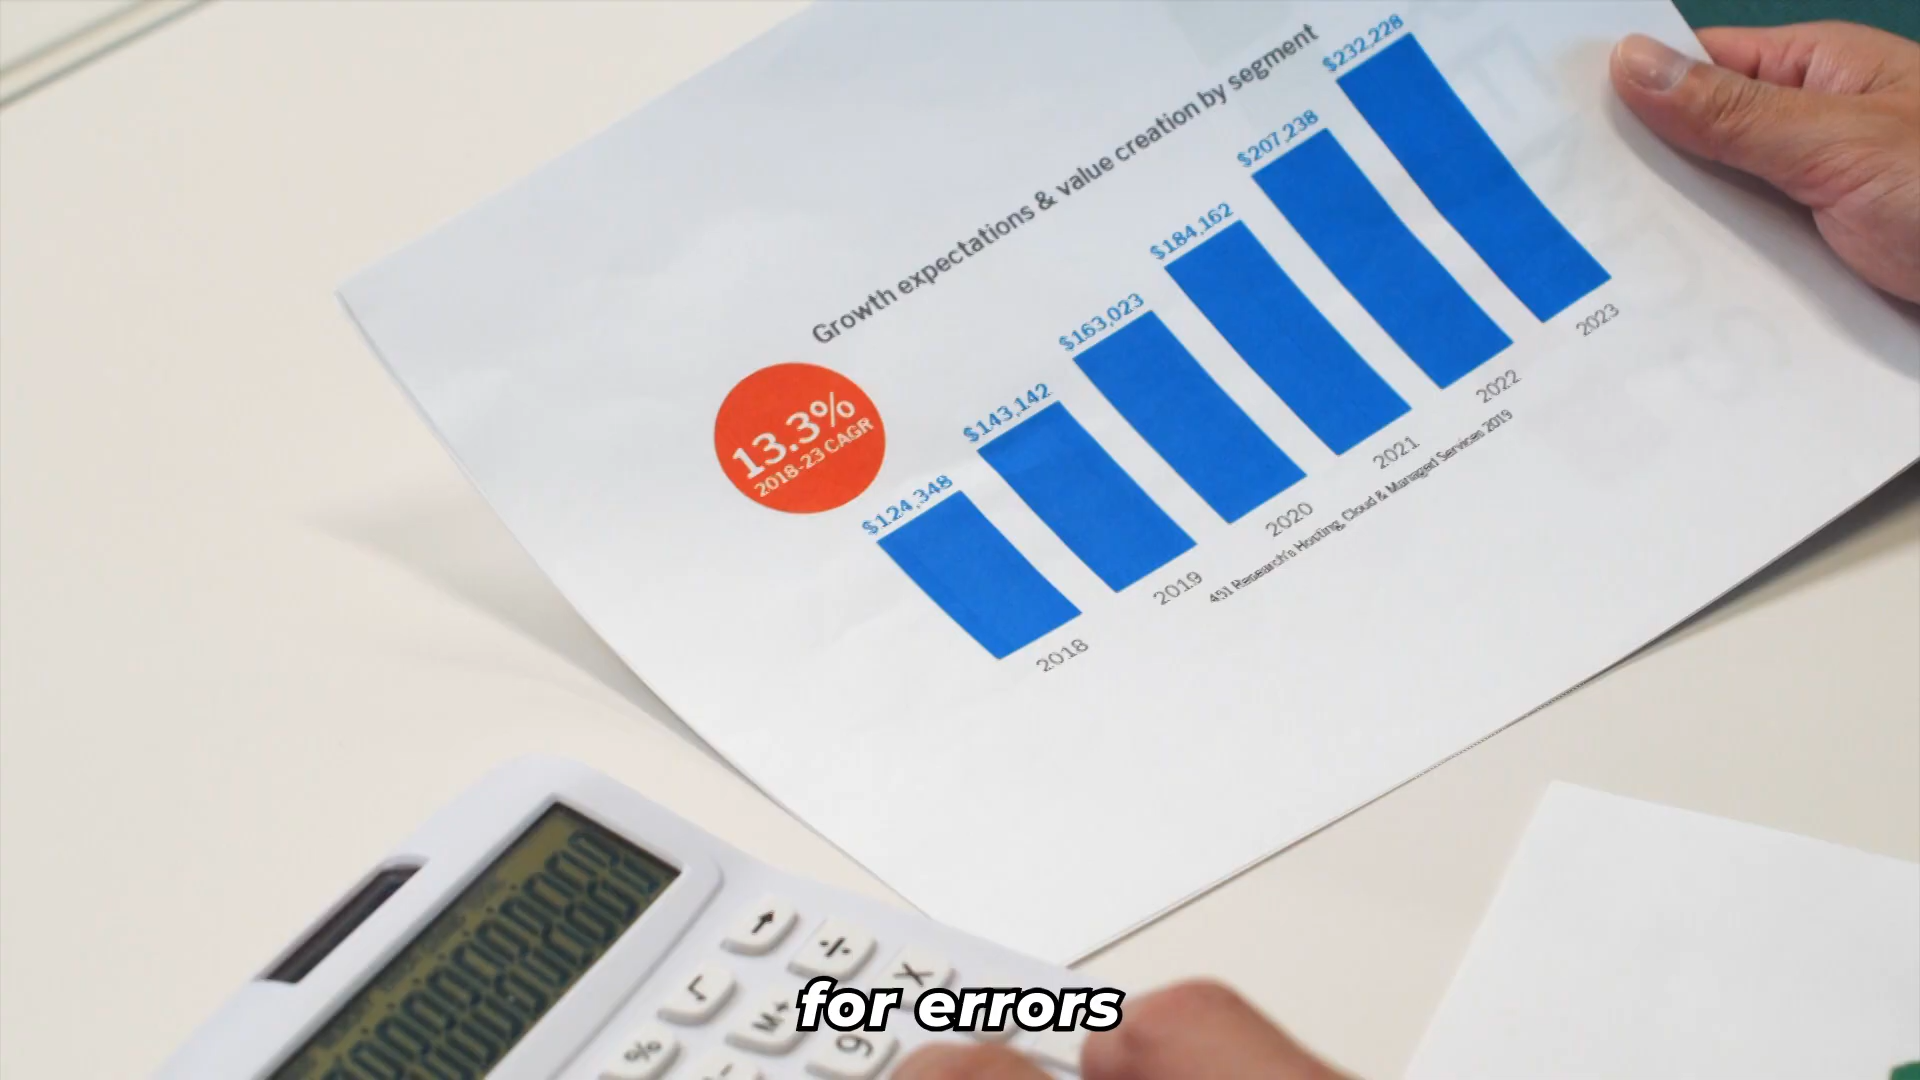 Growth expectations & value creation by segment
13.3%
2018-23 CAGR
$124,348
$143,142
$163,023
$184,162
$207,238
$232,228
2018
2019
2020
2021
2022
2023
451 Research's Hosting, Cloud & Managed Services 2019
↑ ÷ X
√ M+
% - 9
for errors